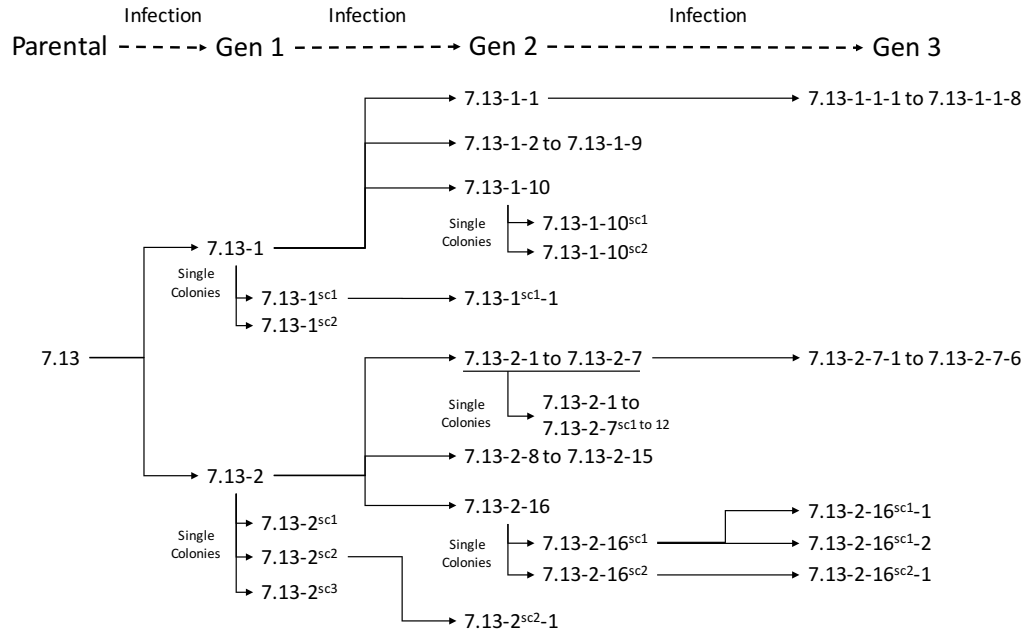 Infection Infection Infection
Parental Gen 1 Gen 2 Gen 3
7.13-1-1 7.13-1-1-1 to 7.13-1-1-8
7.13-1-2 to 7.13-1-9
7.13-1-10
Single
Colonies
7.13-1-10sc1
7.13-1-10sc2
7.13-1
Single
Colonies
7.13-1sc1 7.13-1sc1-1
7.13-1sc2
7.13
7.13-2-1 to 7.13-2-7 7.13-2-7-1 to 7.13-2-7-6
Single
Colonies
7.13-2-1 to
7.13-2-7sc1 to 12
7.13-2-8 to 7.13-2-15
7.13-2
Single
Colonies
7.13-2sc1
7.13-2sc2
7.13-2sc3
7.13-2-16
Single
Colonies
7.13-2-16sc1
7.13-2-16sc2
7.13-2-16sc1-1
7.13-2-16sc1-2
7.13-2-16sc2-1
7.13-2sc2-1